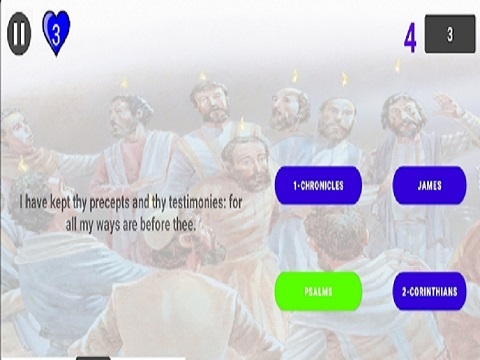 3
4
3
I have kept thy precepts and thy testimonies: for
all my ways are before thee.
1-CHRONICLES
JAMES
PSALMS
2-CORINTHIANS